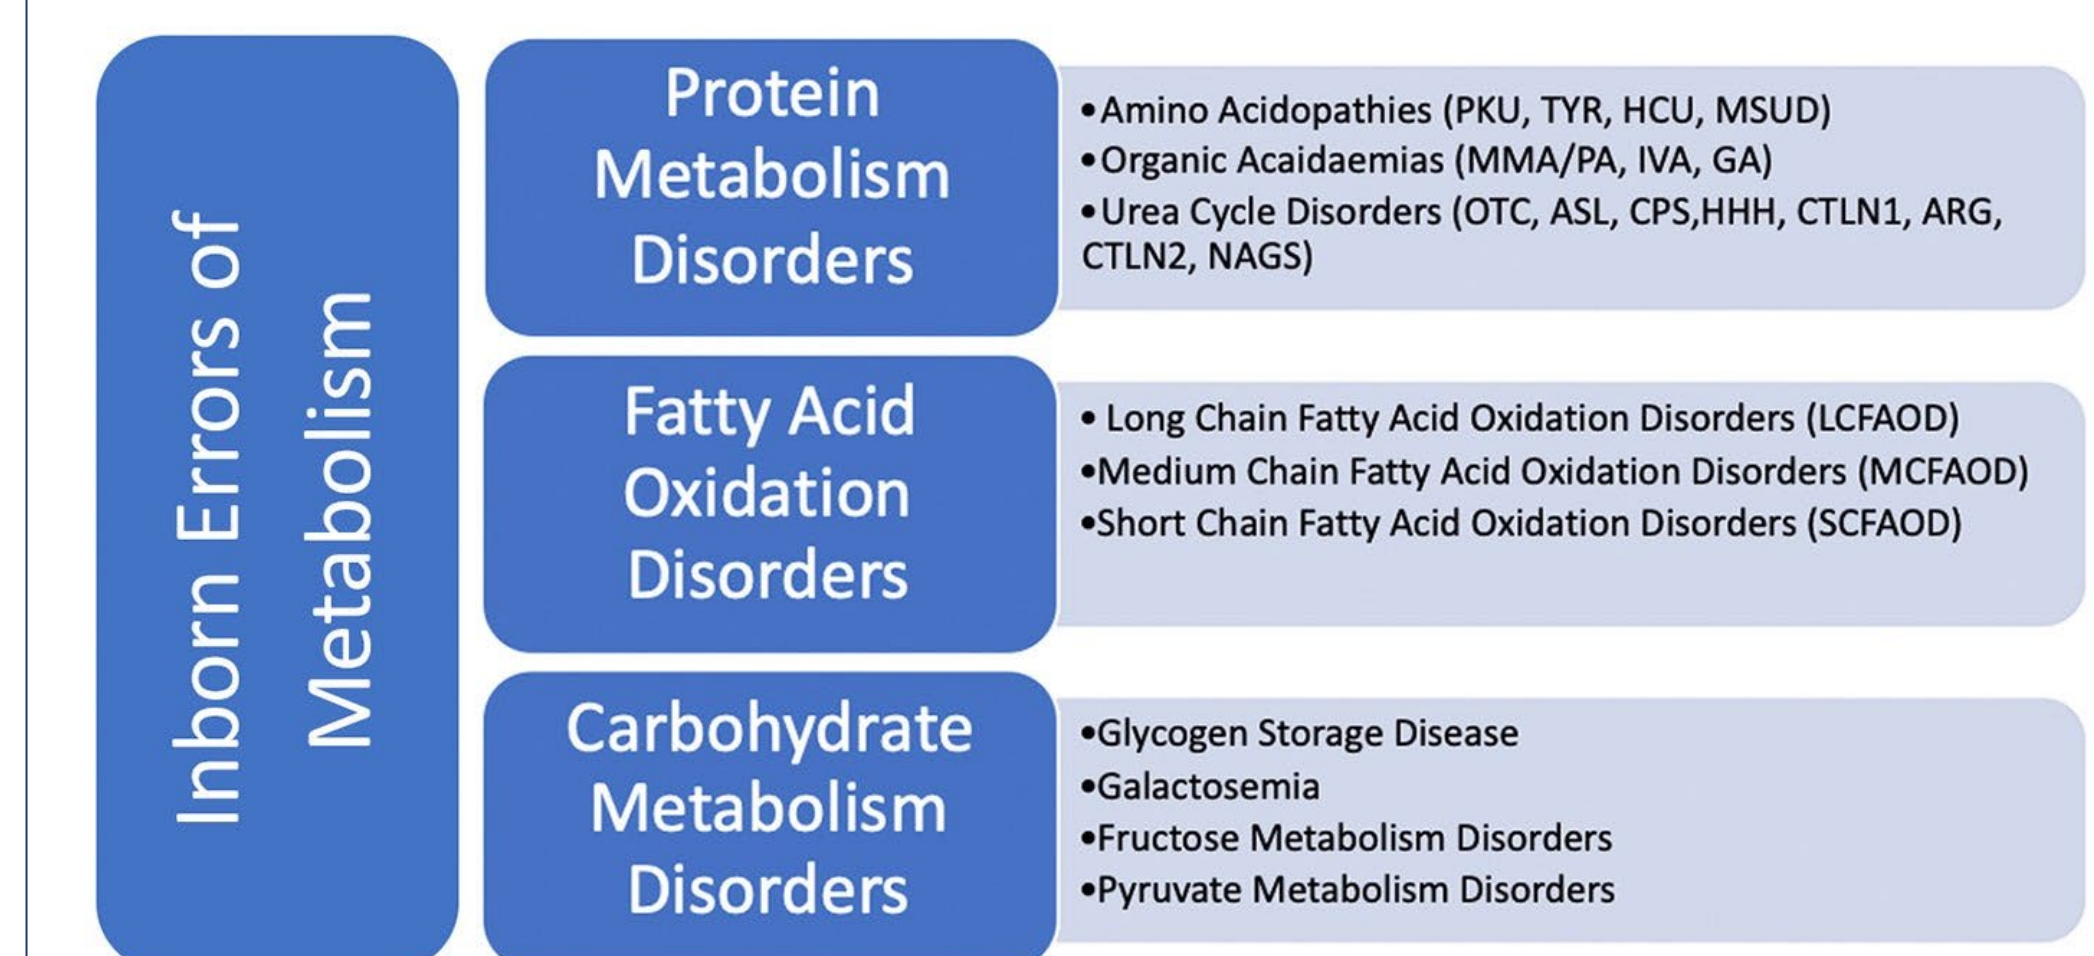 Inborn Errors of
Metabolism
Protein
Metabolism
Disorders
•Amino Acidopathies (PKU, TYR, HCU, MSUD)
•Organic Acaidaemias (MMA/PA, IVA, GA)
•Urea Cycle Disorders (OTC, ASL, CPS,HHH, CTLN1, ARG,
CTLN2, NAGS)
Fatty Acid
Oxidation
Disorders
• Long Chain Fatty Acid Oxidation Disorders (LCFAOD)
•Medium Chain Fatty Acid Oxidation Disorders (MCFAOD)
•Short Chain Fatty Acid Oxidation Disorders (SCFAOD)
Carbohydrate
Metabolism
Disorders
•Glycogen Storage Disease
•Galactosemia
•Fructose Metabolism Disorders
•Pyruvate Metabolism Disorders